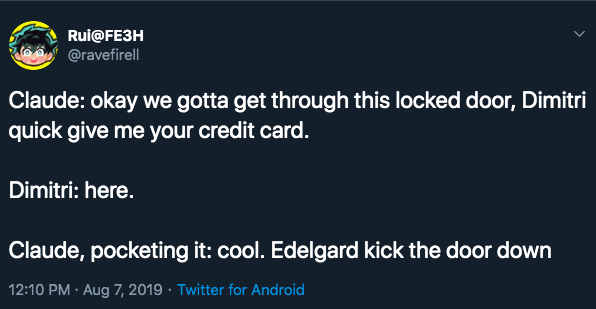 Rui@FE3H
@ravefirell
Claude: okay we gotta get through this locked door, Dimitri
quick give me your credit card.
Dimitri: here.
Claude, pocketing it: cool. Edelgard kick the door down
12:10 PM · Aug 7, 2019 · Twitter for Android